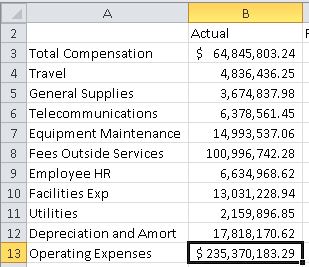 A B
2 Actual
3 Total Compensation $ 64,845,803.24
4 Travel 4,836,436.25
5 General Supplies 3,674,837.98
6 Telecommunications 6,378,561.45
7 Equipment Maintenance 14,993,537.06
8 Fees Outside Services 100,996,742.28
9 Employee HR 6,634,968.62
10 Facilities Exp 13,031,228.94
11 Utilities 2,159,896.85
12 Depreciation and Amort 17,818,170.62
13 Operating Expenses $ 235,370,183.29